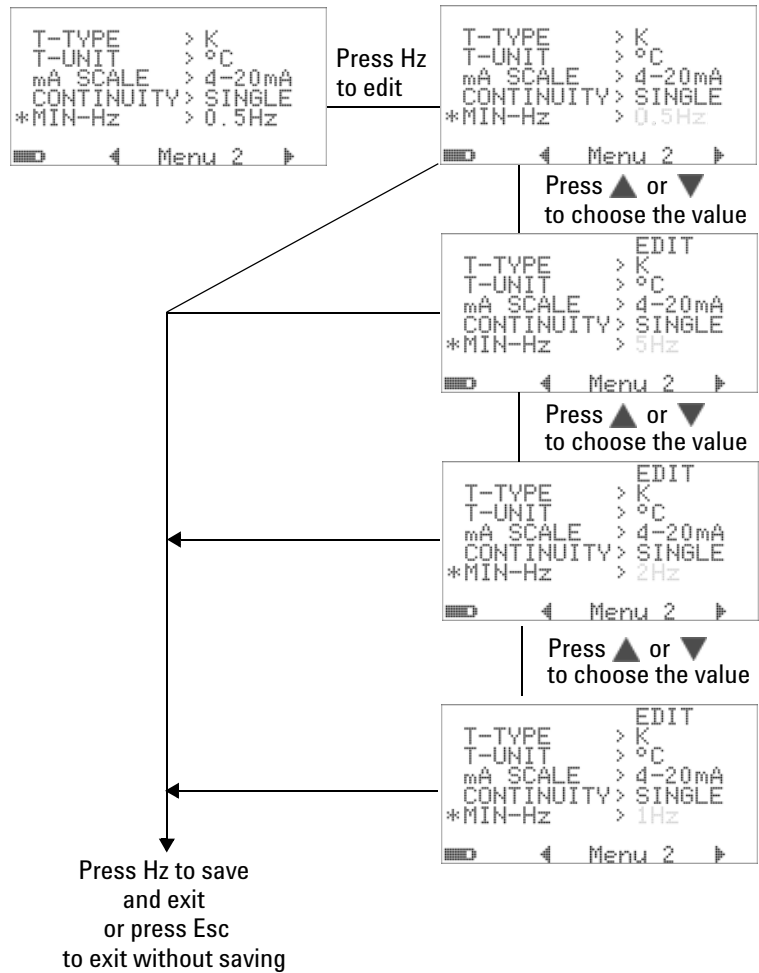 T-TYPE > K
T-UNIT > °C
mA SCALE > 4-20mA
CONTINUITY> SINGLE
*MIN-Hz > 0.5Hz
Menu 2
Press Hz
to edit
T-TYPE > K
T-UNIT > °C
mA SCALE > 4-20mA
CONTINUITY> SINGLE
*MIN-Hz > 0.5Hz
Menu 2
Press ▲ or ▼
to choose the value
EDIT
T-TYPE > K
T-UNIT > °C
mA SCALE > 4-20mA
CONTINUITY> SINGLE
*MIN-Hz > 5Hz
Menu 2
Press ▲ or ▼
to choose the value
EDIT
T-TYPE > K
T-UNIT > °C
mA SCALE > 4-20mA
CONTINUITY> SINGLE
*MIN-Hz > 2Hz
Menu 2
Press ▲ or ▼
to choose the value
EDIT
T-TYPE > K
T-UNIT > °C
mA SCALE > 4-20mA
CONTINUITY> SINGLE
*MIN-Hz > 1Hz
Menu 2
Press Hz to save
and exit
or press Esc
to exit without saving